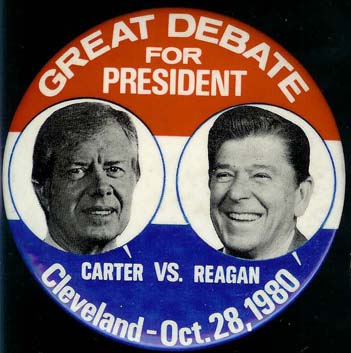 GREAT DEBATE
FOR
PRESIDENT
CARTER VS. REAGAN
Cleveland-Oct. 28, 1980